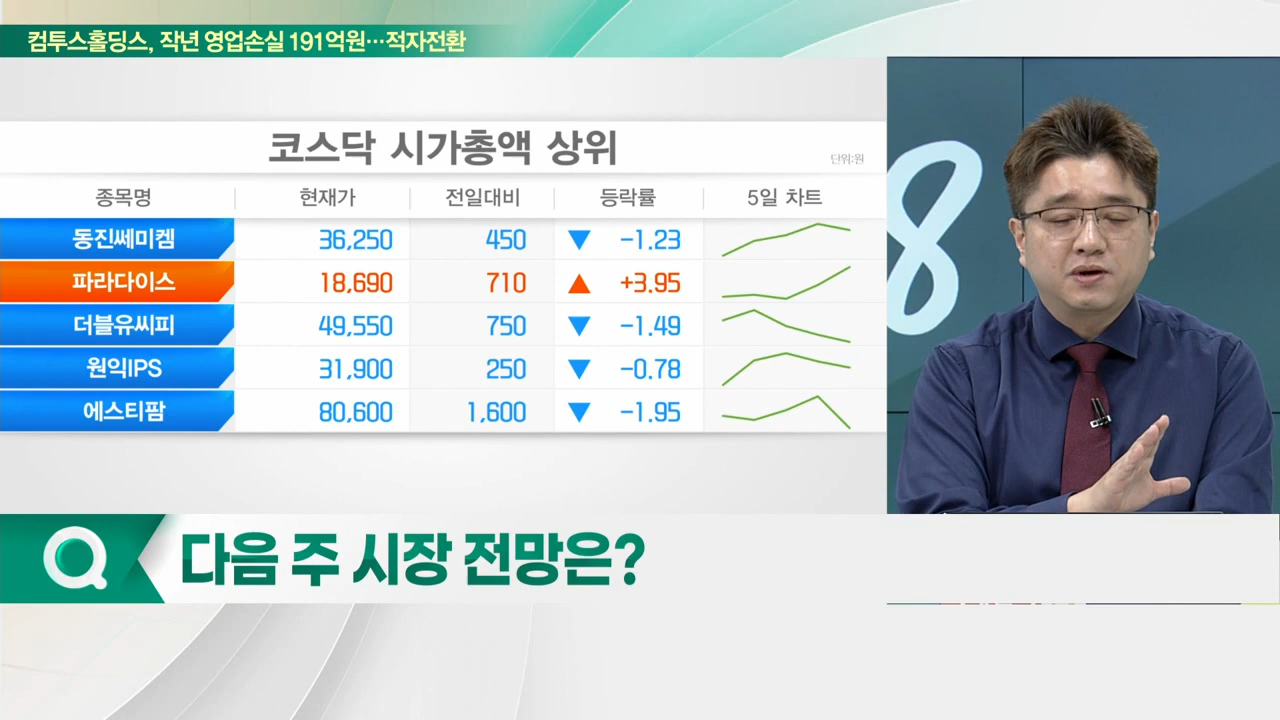 컴투스홀딩스, 작년 영업손실 191억원…적자전환
코스닥 시가총액 상위
단위:원
종목명 현재가 전일대비 등락률 5일 차트
동진쎄미켐 36,250 450 ▼ -1.23
파라다이스 18,690 710 ▲ +3.95
더블유씨피 49,550 750 ▼ -1.49
원익IPS 31,900 250 ▼ -0.78
에스티팜 80,600 1,600 ▼ -1.95
8
Q 다음 주 시장 전망은?